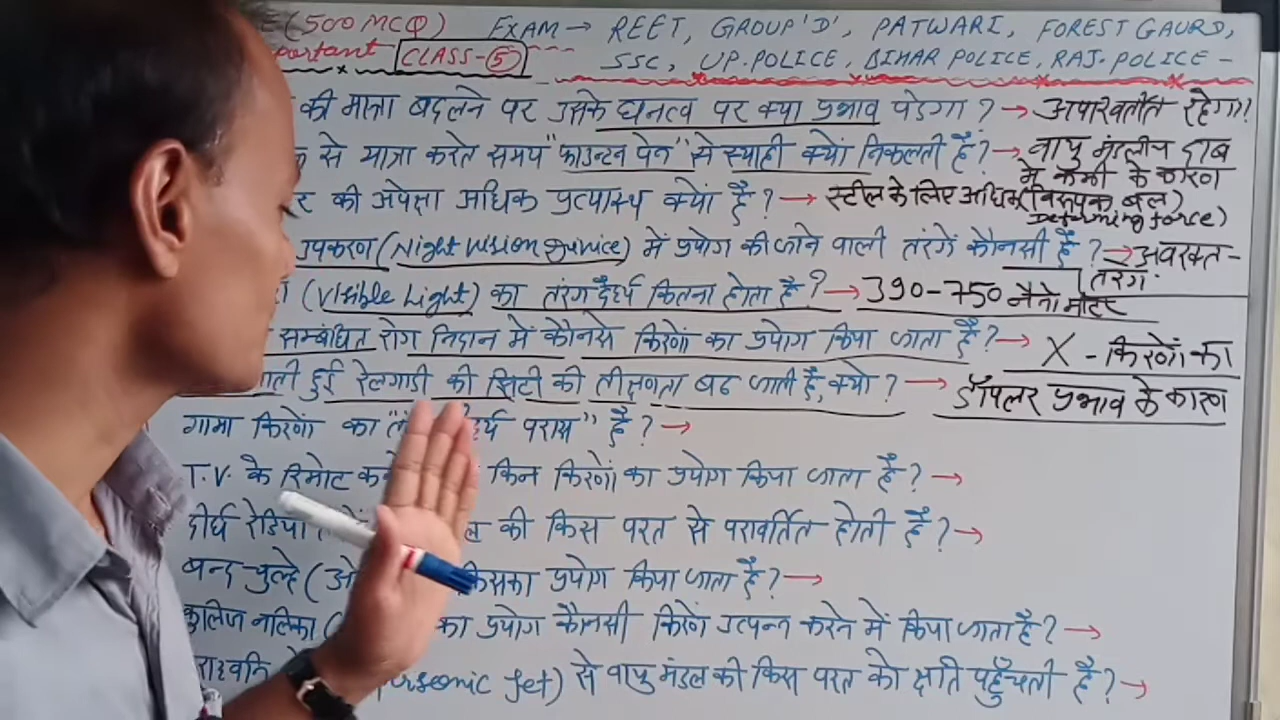 (500 MCQ) EXAM → REET, GROUP 'D', PATWARI, FOREST GAURD,
CLASS-5 SSC, UP.POLICE, BIHAR POLICE, RAJ.POLICE -
की मात्रा बदलने पर उसके घनत्व पर क्या प्रभाव पडेगा ? → अपरिवर्तित रहेगा।
से यात्रा करते समय "फाउन्टन पेन" से स्याही क्यों निकलती है ? → वायु मंडलीय दाब
में कमी के कारण
की अपेक्षा अधिक प्रत्यास्थ क्यों है ? → स्टील के लिए अधिक (विरूपक बल)
Deforming force)
उपकरण (Night vision device) में प्रयोग की जाने वाली तरंगें कौनसी है ? → अवरक्त -
तरंग.
(Visible Light) का तरंगदैर्ध्य कितना होता है ? → 390-750 नैनो मीटर
सम्बंधित रोग निदान में कौनसे किरणों का प्रयोग किया जाता है ? → X - किरणों का
हुई रेलगाडी की सिटी की तीक्ष्णता बढ जाती है, क्यो ? → डॉपलर प्रभाव के कारण
गामा किरणों का परास" है ? →
T.V. के रिमोट किन किरणों का प्रयोग किया जाता है ? →
दीर्घ रेडियो की किस परत से परावर्तित होती है ? →
बन्द-चुल्हे ( किसका प्रयोग किया जाता है ? →
कुलिज नलिका ( का प्रयोग कौनसी किरणें उत्पन्न करने में किया जाता है ? →
Jet) से वायु मंडल की किस परत को क्षति पहुँचती है ? →